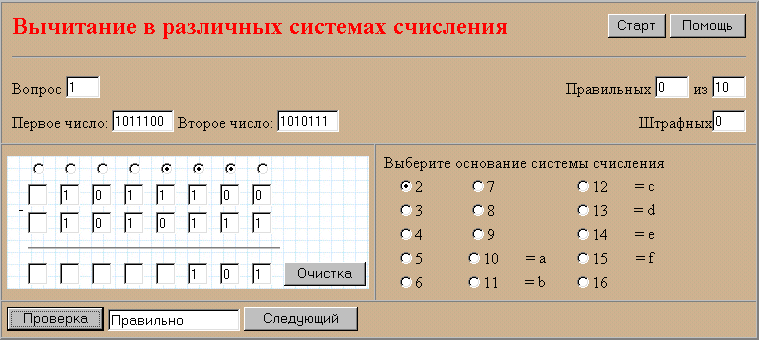 Вычитание в различных системах счисления Старт Помощь
Вопрос 1 Правильных 0 из 10
Первое число: 1011100 Второе число: 1010111 Штрафных 0
Выберите основание системы счисления
1 0 1 1 1 0 0
- 1 0 1 0 1 1 1
1 0 1
Очистка
2 7 12 = c
3 8 13 = d
4 9 14 = e
5 10 = a 15 = f
6 11 = b 16
Проверка Правильно Следующий